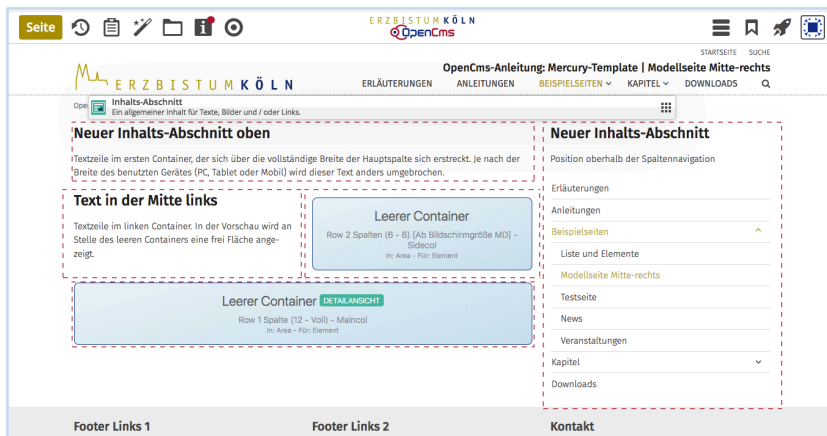 Seite
ERZBISTUM KÖLN
OpenCms
STARTSEITE SUCHE
OpenCms-Anleitung: Mercury-Template | Modellseite Mitte-rechts
ERZBISTUM KÖLN
ERLÄUTERUNGEN ANLEITUNGEN BEISPIELSEITEN KAPITEL DOWNLOADS
Ope
Inhalts-Abschnitt
Ein allgemeiner Inhalt für Texte, Bilder und / oder Links.
Neuer Inhalts-Abschnitt oben
Textzeile im ersten Container, der sich über die vollständige Breite der Hauptspalte sich erstreckt. Je nach der
Breite des benutzten Gerätes (PC, Tablet oder Mobil) wird dieser Text anders umgebrochen.
Text in der Mitte links
Textzeile im linken Container. In der Vorschau wird an
Stelle des leeren Containers eine frei Fläche ange-
zeigt.
Leerer Container
Row 2 Spalten (6 - 6) [Ab Bildschirmgröße MD] -
Sidecol
In: Area - Für: Element
Leerer Container DETAILANSICHT
Row 1 Spalte (12 - Voll) - Maincol
In: Area - Für: Element
Neuer Inhalts-Abschnitt
Position oberhalb der Spaltennavigation
Erläuterungen
Anleitungen
Beispielseiten
Liste und Elemente
Modellseite Mitte-rechts
Testseite
News
Veranstaltungen
Kapitel
Downloads
Footer Links 1
Footer Links 2
Kontakt